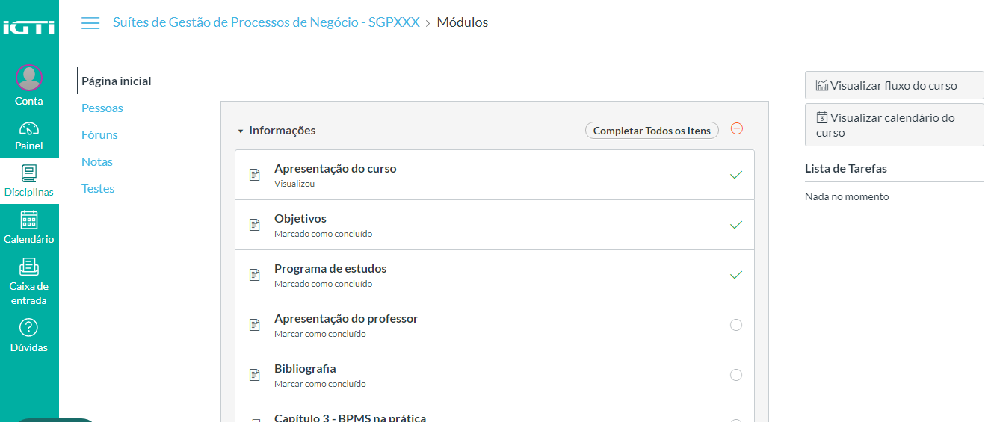 iGTi
Conta
Painel
Disciplinas
Calendário
Caixa de
entrada
Dúvidas
Suítes de Gestão de Processos de Negócio - SGPXXX > Módulos
Página inicial
Pessoas
Fóruns
Notas
Testes
Informações
Completar Todos os Itens
Apresentação do curso
Visualizou
Objetivos
Marcado como concluído
Programa de estudos
Marcado como concluído
Apresentação do professor
Marcar como concluído
Bibliografia
Marcar como concluído
Capítulo 3 - BPMS na prática
Visualizar fluxo do curso
3 Visualizar calendário do
curso
Lista de Tarefas
Nada no momento